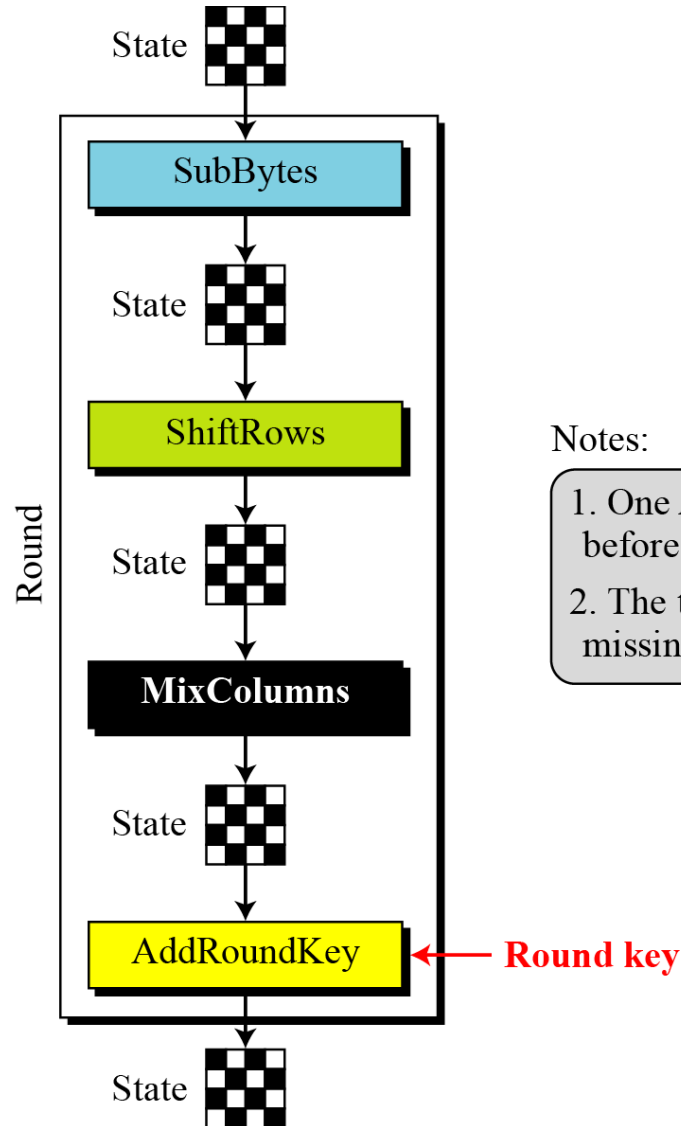 State
SubBytes
State
ShiftRows
Notes:
1. One
before
State
2. The
missin
Round
MixColumns
State
AddRoundKey
Round key
State